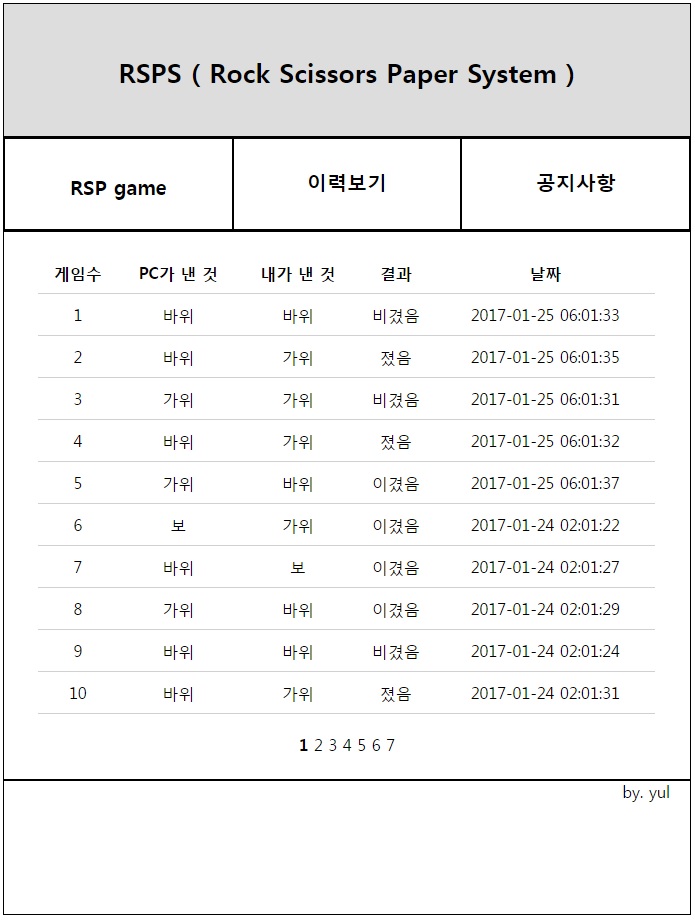 RSPS ( Rock Scissors Paper System )
RSP game 이력보기 공지사항
게임수 PC가 낸 것 내가 낸 것 결과 날짜
1 바위 바위 비겼음 2017-01-25 06:01:33
2 바위 가위 졌음 2017-01-25 06:01:35
3 가위 가위 비겼음 2017-01-25 06:01:31
4 바위 가위 졌음 2017-01-25 06:01:32
5 가위 바위 이겼음 2017-01-25 06:01:37
6 보 가위 이겼음 2017-01-24 02:01:22
7 바위 보 이겼음 2017-01-24 02:01:27
8 가위 바위 이겼음 2017-01-24 02:01:29
9 바위 바위 비겼음 2017-01-24 02:01:24
10 바위 가위 졌음 2017-01-24 02:01:31
1 2 3 4 5 6 7
by. yul